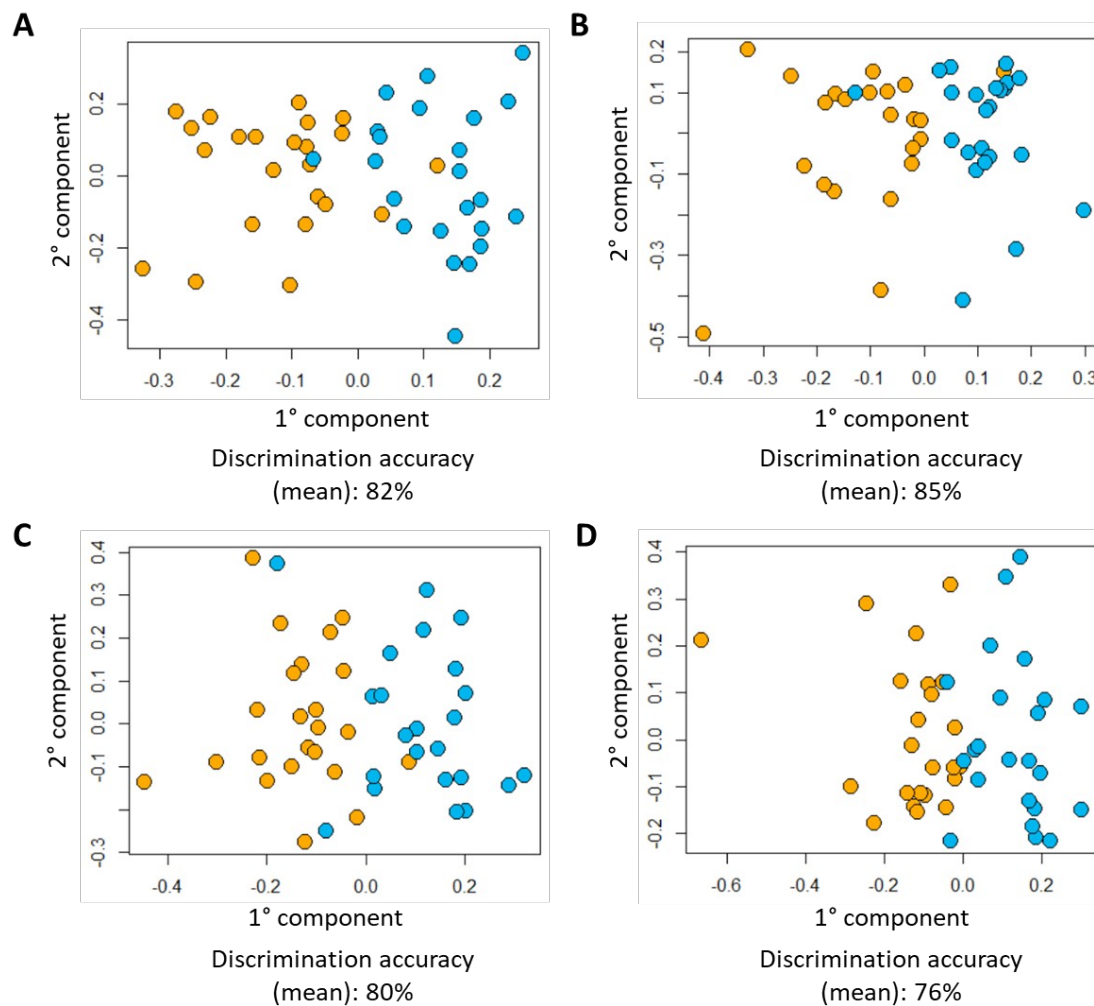 A
2° component
0.2
0.0
-0.2
-0.4
-0.3
-0.1
0.0
0.1
0.2
1° component
Discrimination accuracy
(mean): 82%
B
2° component
0.2
0.1
-0.1
-0.3
-0.5
-0.4
-0.3
-0.2
-0.1
0.0
0.1
0.2
0.3
1° component
Discrimination accuracy
(mean): 85%
C
2° component
0.4
0.3
0.2
0.1
0.0
-0.1
-0.3
-0.4
-0.2
0.0
0.2
1° component
Discrimination accuracy
(mean): 80%
D
2° component
0.4
0.3
0.2
0.1
0.0
-0.1
-0.2
-0.6
-0.4
-0.2
0.0
0.2
1° component
Discrimination accuracy
(mean): 76%